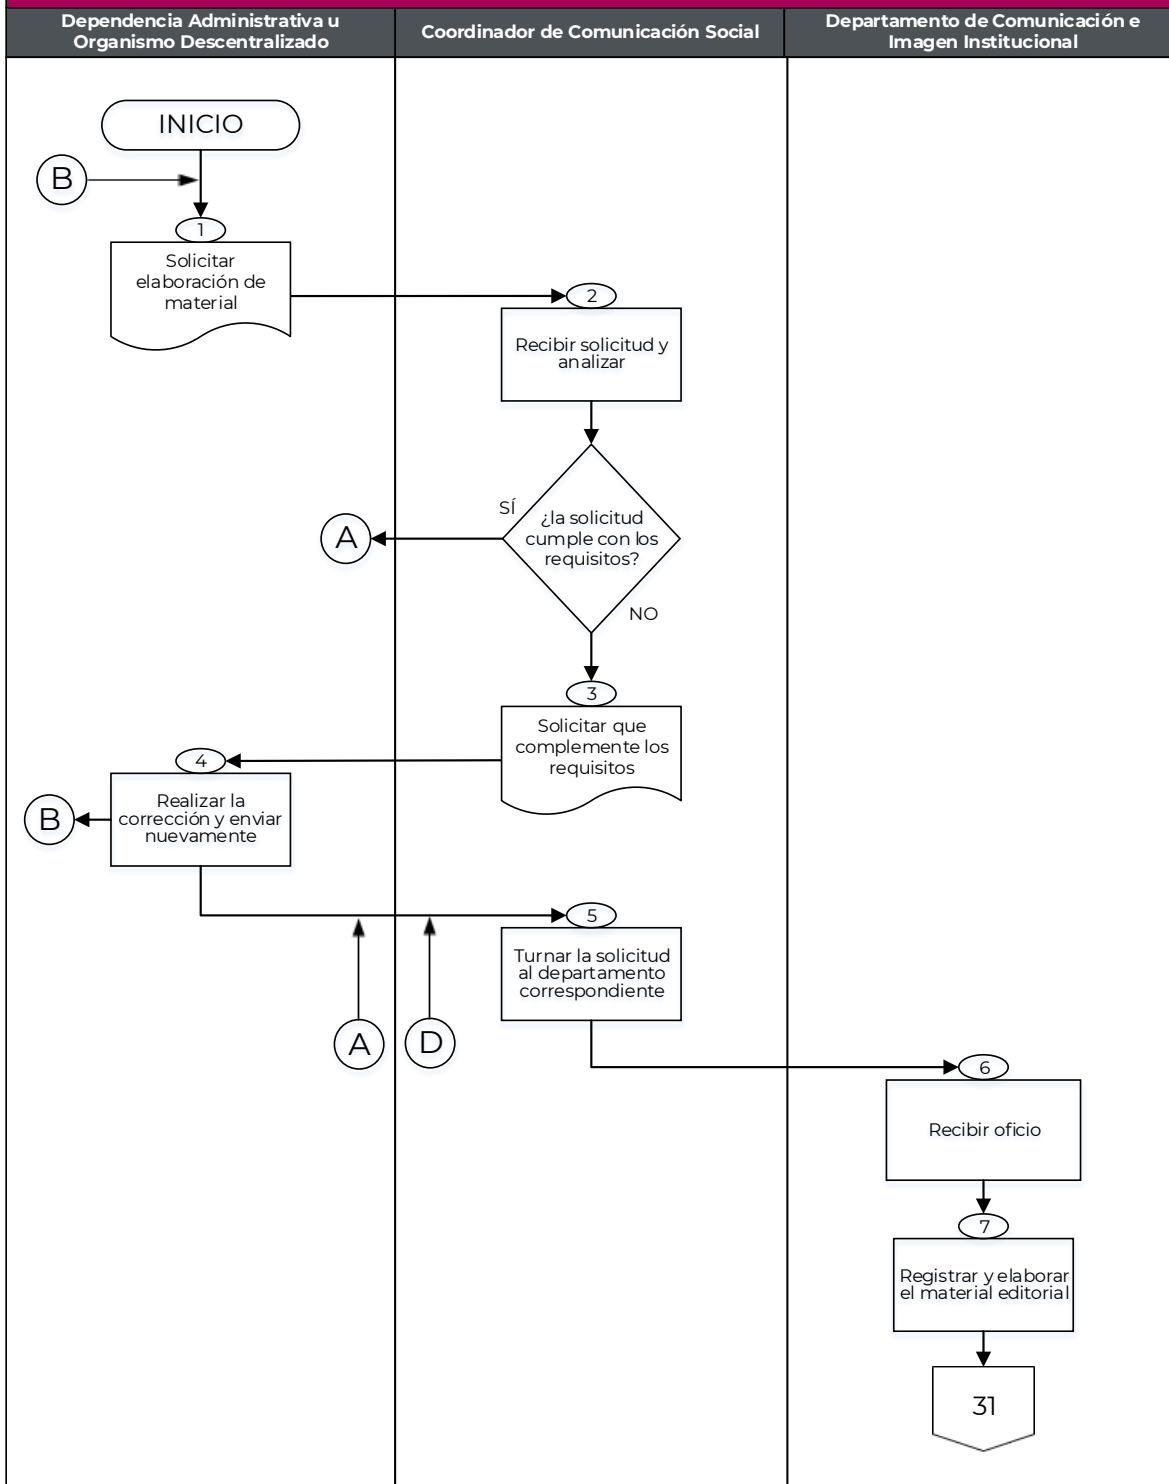 Dependencia Administrativa u
Organismo Descentralizado
Coordinador de Comunicación Social
Departamento de Comunicación e
Imagen Institucional
INICIO
B
1
Solicitar
elaboración de
material
2
Recibir solicitud y
analizar
SÍ
¿la solicitud
cumple con los
requisitos?
A
NO
3
Solicitar que
complemente los
requisitos
4
Realizar la
corrección y enviar
nuevamente
B
5
Turnar la solicitud
al departamento
correspondiente
A
D
6
Recibir oficio
7
Registrar y elaborar
el material editorial
31